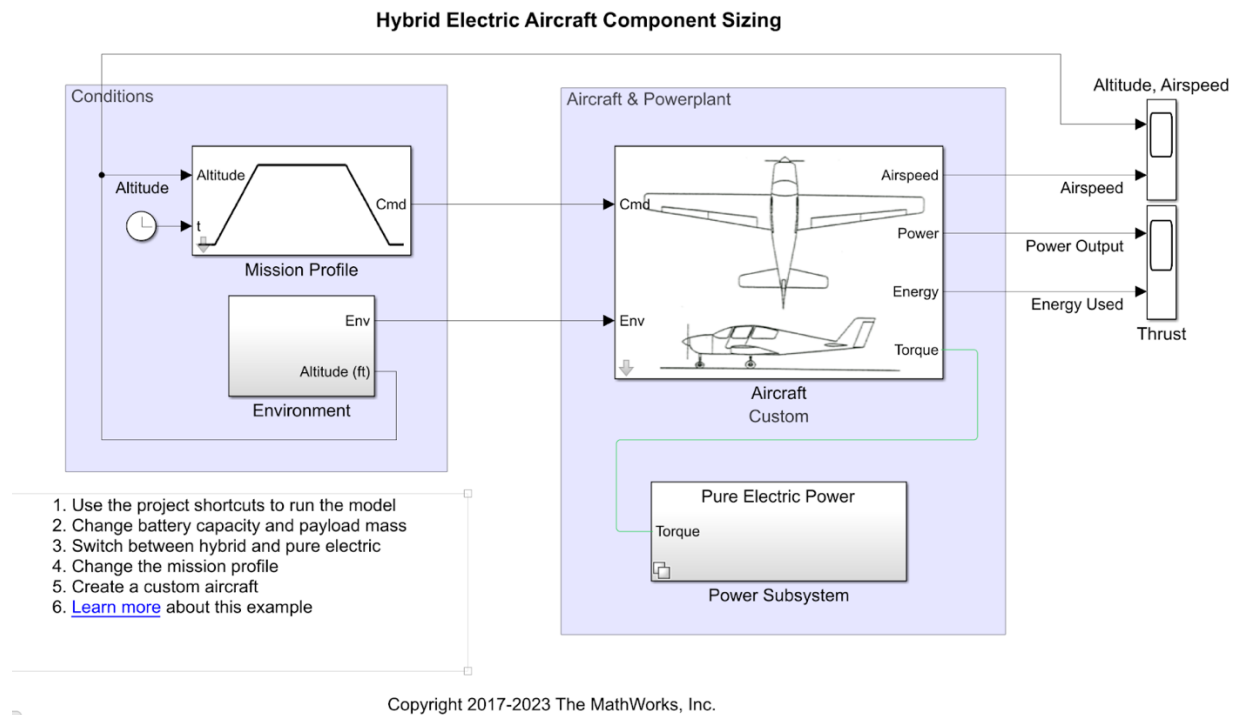 Hybrid Electric Aircraft Component Sizing
Conditions
Altitude
Altitude
t
Cmd
Mission Profile
Env
Altitude (ft)
Environment
Aircraft & Powerplant
Cmd
Env
Airspeed
Power
Energy
Torque
Aircraft
Custom
Pure Electric Power
Torque
Power Subsystem
Altitude, Airspeed
Airspeed
Power Output
Energy Used
Thrust
1. Use the project shortcuts to run the model
2. Change battery capacity and payload mass
3. Switch between hybrid and pure electric
4. Change the mission profile
5. Create a custom aircraft
6. Learn more about this example
Copyright 2017-2023 The MathWorks, Inc.